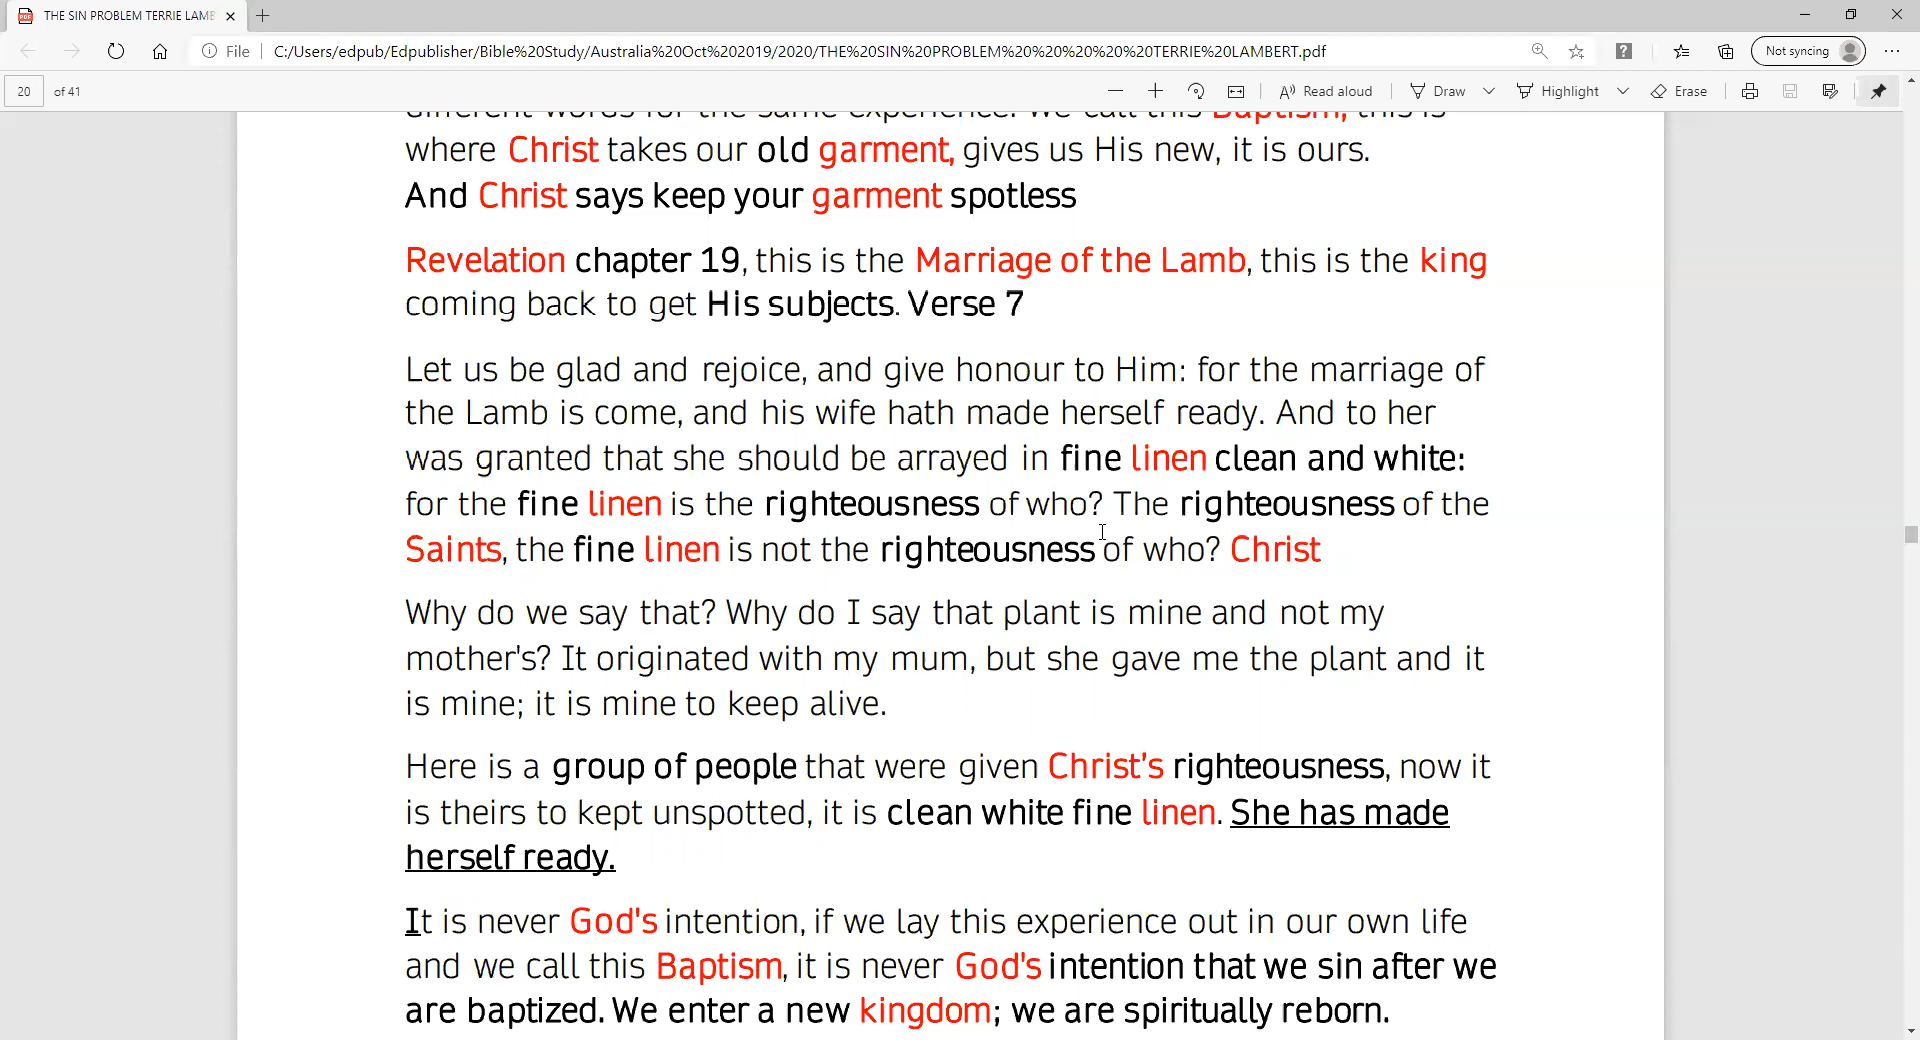 THE SIN PROBLEM TERRIE LAMB
File
C:/Users/edpub/Edpublisher/Bible%20Study/Australia%20Oct%202019/2020/THE%20SIN%20PROBLEM%20%20%20%20%20TERRIE%20LAMBERT.pdf
Not syncing
20 of 41
Read aloud
Draw
Highlight
Erase
different words for the same experience. We call this Baptism, this is
where Christ takes our old garment, gives us His new, it is ours.
And Christ says keep your garment spotless
Revelation chapter 19, this is the Marriage of the Lamb, this is the king
coming back to get His subjects. Verse 7
Let us be glad and rejoice, and give honour to Him: for the marriage of
the Lamb is come, and his wife hath made herself ready. And to her
was granted that she should be arrayed in fine linen clean and white:
for the fine linen is the righteousness of who? The righteousness of the
Saints, the fine linen is not the righteousness of who? Christ
Why do we say that? Why do I say that plant is mine and not my
mother's? It originated with my mum, but she gave me the plant and it
is mine; it is mine to keep alive.
Here is a group of people that were given Christ's righteousness, now it
is theirs to kept unspotted, it is clean white fine linen. She has made
herself ready.
It is never God's intention, if we lay this experience out in our own life
and we call this Baptism, it is never God's intention that we sin after we
are baptized. We enter a new kingdom; we are spiritually reborn.